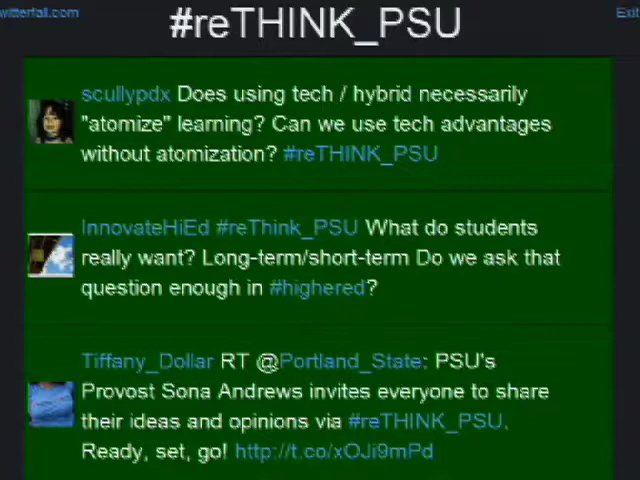 witterfall.com
#reTHINK_PSU
Exit
scullypdx Does using tech / hybrid necessarily
"atomize" learning? Can we use tech advantages
without atomization? #reTHINK_PSU
InnovateHiEd #reThink_PSU What do students
really want? Long-term/short-term Do we ask that
question enough in #highered?
Tiffany_Dollar RT @Portland_State: PSU's
Provost Sona Andrews invites everyone to share
their ideas and opinions via #reTHINK_PSU.
Ready, set, go! http://t.co/xOJi9mPd